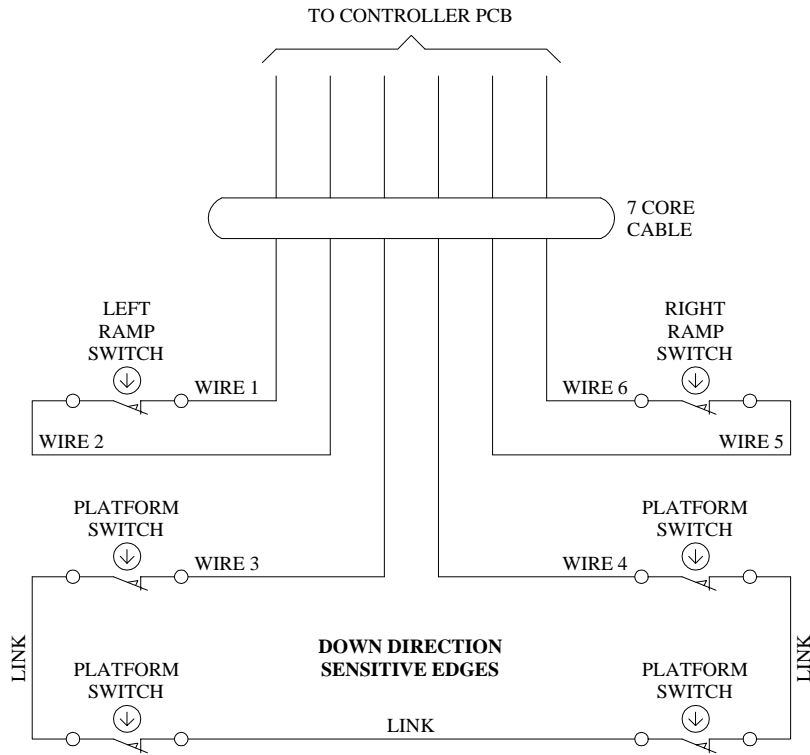 TO CONTROLLER PCB
7 CORE
CABLE
LEFT
RAMP
SWITCH
RIGHT
RAMP
SWITCH
WIRE 1
WIRE 6
WIRE 2
WIRE 5
PLATFORM
SWITCH
PLATFORM
SWITCH
WIRE 3
WIRE 4
LINK
DOWN DIRECTION
SENSITIVE EDGES
LINK
PLATFORM
SWITCH
PLATFORM
SWITCH
LINK